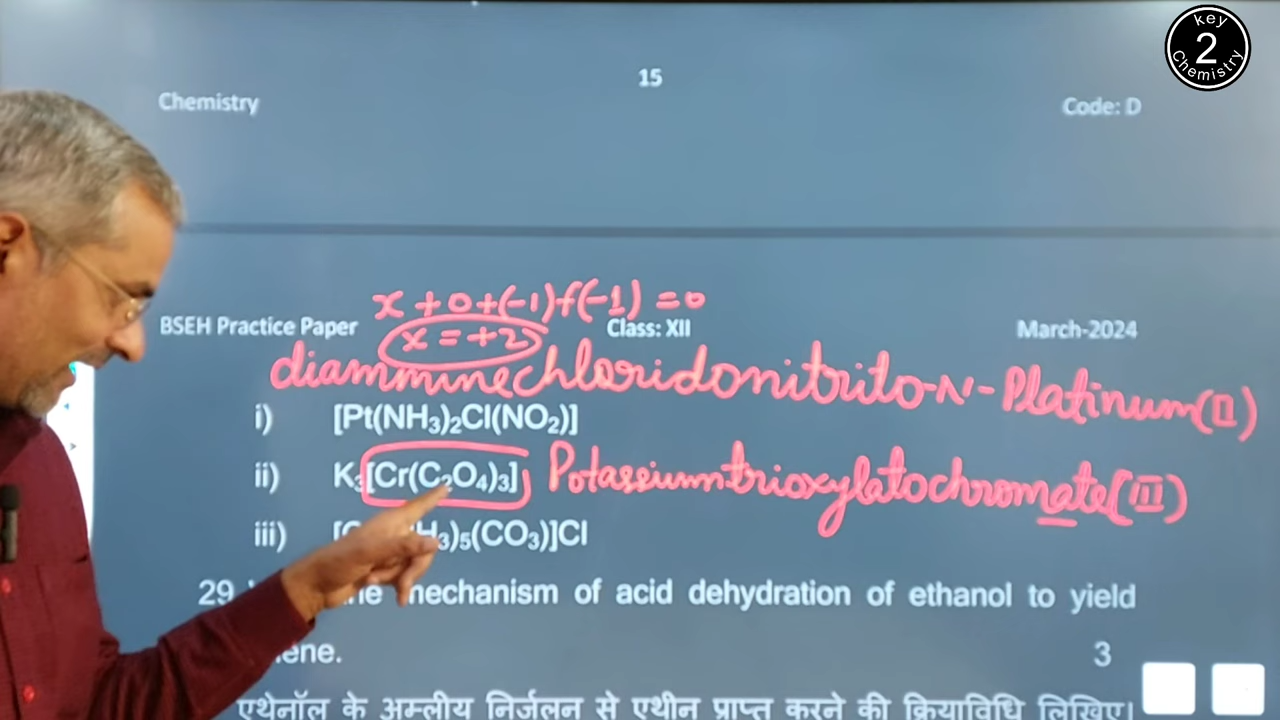 key
2
Chemistry
15
Chemistry Code: D
x + 0 + (-1) + (-1) = 0
BSEH Practice Paper Class: XII March-2024
x = +2
diamminechloridonitrito-N-Platinum(II)
i) [Pt(NH₃)₂Cl(NO₂)]
ii) K₃[Cr(C₂O₄)₃] Potassiumtrioxylatochromate(III)
iii) H₃)₅(CO₃)]Cl
29 mechanism of acid dehydration of ethanol to yield
3
एथेनॉल के अम्लीय निर्जलन से एथीन प्राप्त करने की क्रियाविधि लिखिए।